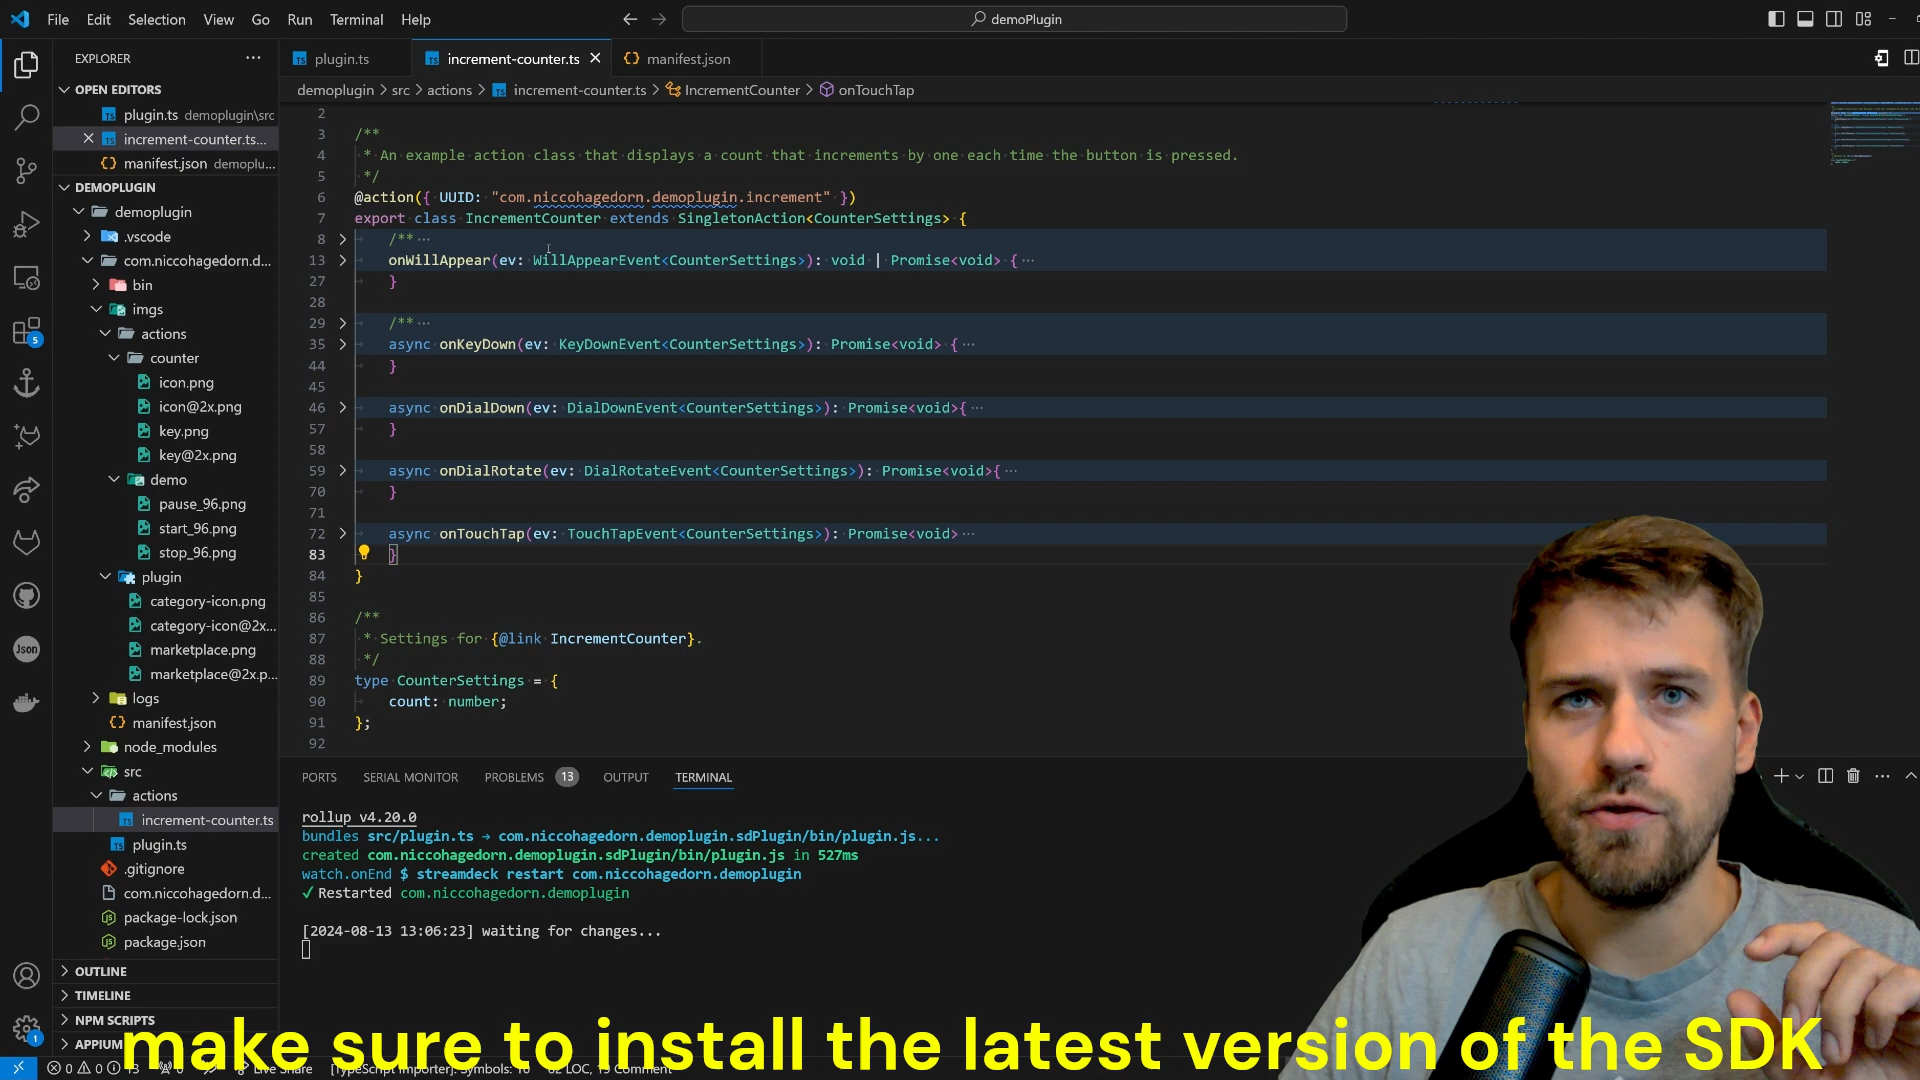 File Edit Selection View Go Run Terminal Help
demoPlugin
EXPLORER
OPEN EDITORS
plugin.ts demoplugin\src
increment-counter.ts...
manifest.json demoplu...
DEMOPLUGIN
demoplugin
.vscode
com.niccohagedorn.d...
bin
imgs
actions
counter
icon.png
icon@2x.png
key.png
key@2x.png
demo
pause_96.png
start_96.png
stop_96.png
plugin
category-icon.png
category-icon@2x...
marketplace.png
marketplace@2x.p...
logs
manifest.json
node_modules
src
actions
increment-counter.ts
plugin.ts
.gitignore
com.niccohagedorn.d...
package-lock.json
package.json
OUTLINE
TIMELINE
NPM SCRIPTS
APPIUM
5
Json
1
plugin.ts increment-counter.ts manifest.json
demoplugin > src > actions > increment-counter.ts > IncrementCounter > onTouchTap
2
3 /**
4 * An example action class that displays a count that increments by one each time the button is pressed.
5 */
6 @action({ UUID: "com.niccohagedorn.demoplugin.increment" })
7 export class IncrementCounter extends SingletonAction<CounterSettings> {
8 /** ...
13 onWillAppear(ev: WillAppearEvent<CounterSettings>): void | Promise<void> { ...
27 }
28
29 /** ...
35 async onKeyDown(ev: KeyDownEvent<CounterSettings>): Promise<void> { ...
44 }
45
46 async onDialDown(ev: DialDownEvent<CounterSettings>): Promise<void>{ ...
57 }
58
59 async onDialRotate(ev: DialRotateEvent<CounterSettings>): Promise<void>{ ...
70 }
71
72 async onTouchTap(ev: TouchTapEvent<CounterSettings>): Promise<void> ...
83 }
84 }
85
86 /**
87 * Settings for {@link IncrementCounter}.
88 */
89 type CounterSettings = {
90 count: number;
91 };
92
PORTS SERIAL MONITOR PROBLEMS 13 OUTPUT TERMINAL
rollup v4.20.0
bundles src/plugin.ts → com.niccohagedorn.demoplugin.sdPlugin/bin/plugin.js...
created com.niccohagedorn.demoplugin.sdPlugin/bin/plugin.js in 527ms
watch.onEnd $ streamdeck restart com.niccohagedorn.demoplugin
✓ Restarted com.niccohagedorn.demoplugin
[2024-08-13 13:06:23] waiting for changes...
make sure to install the latest version of the SDK
0 0 13 Live Share